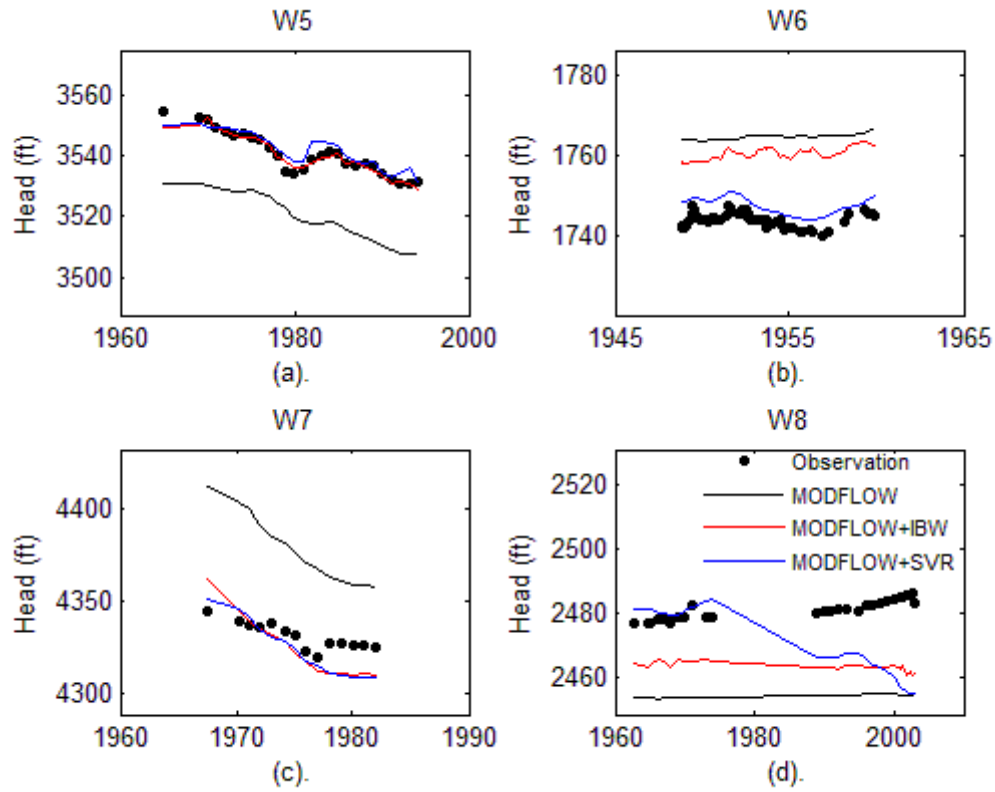 W5
3560
3540
3520
3500
Head (ft)
1960 1980 2000
(a).
W6
1780
1760
1740
Head (ft)
1945 1955 1965
(b).
W7
4400
4350
4300
Head (ft)
1960 1970 1980 1990
(c).
W8
2520
2500
2480
2460
Head (ft)
Observation
MODFLOW
MODFLOW+IBW
MODFLOW+SVR
1960 1980 2000
(d).